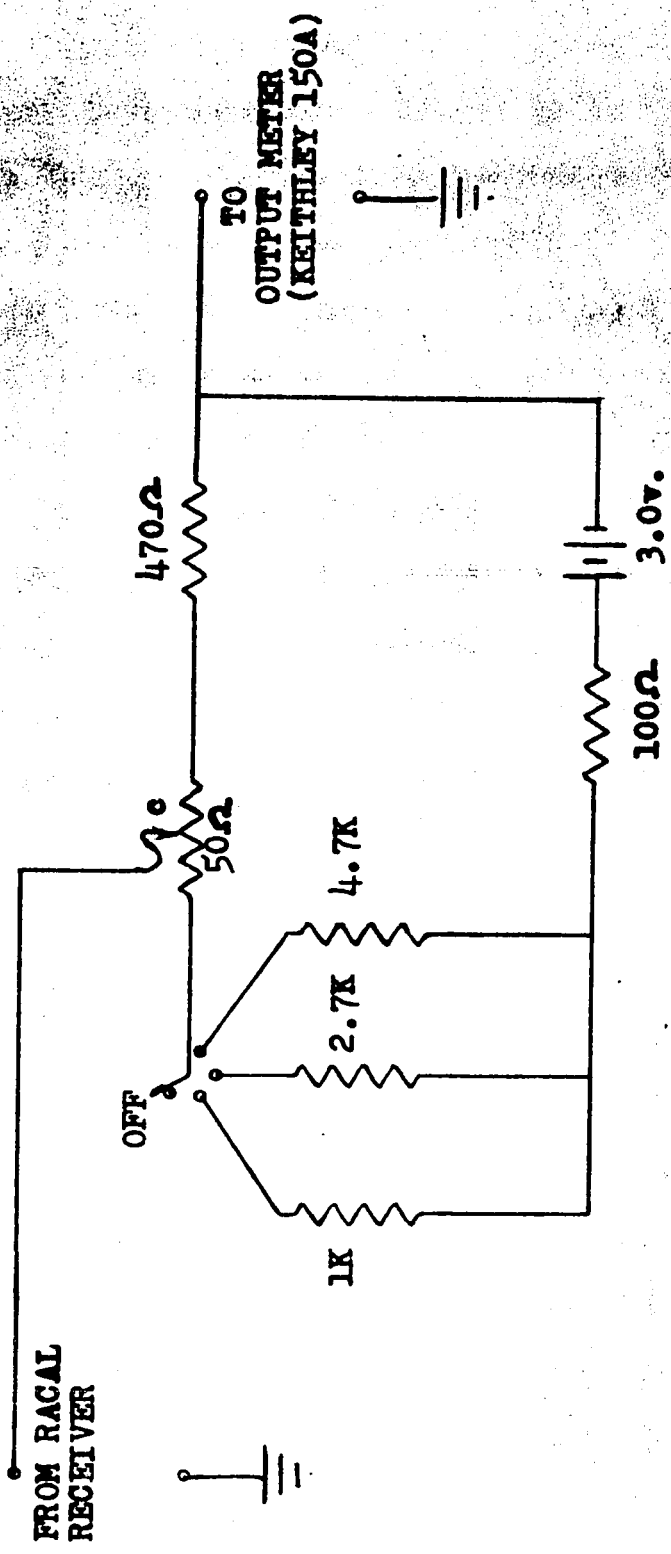 FROM RACAL
RECEIVER
OFF
c
50Ω
470Ω
TO
OUTPUT METER
(KEITHLEY 150A)
1K
2.7K
4.7K
100Ω
3.0v.